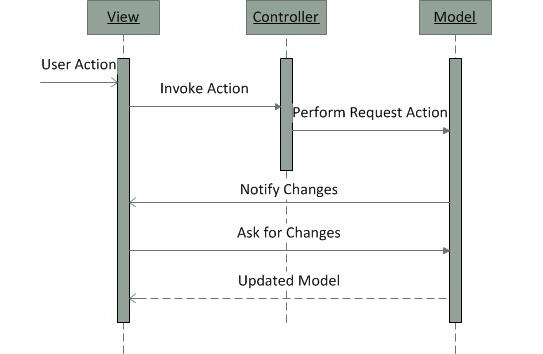 View
Controller
Model
User Action
Invoke Action
Perform Request Action
Notify Changes
Ask for Changes
Updated Model